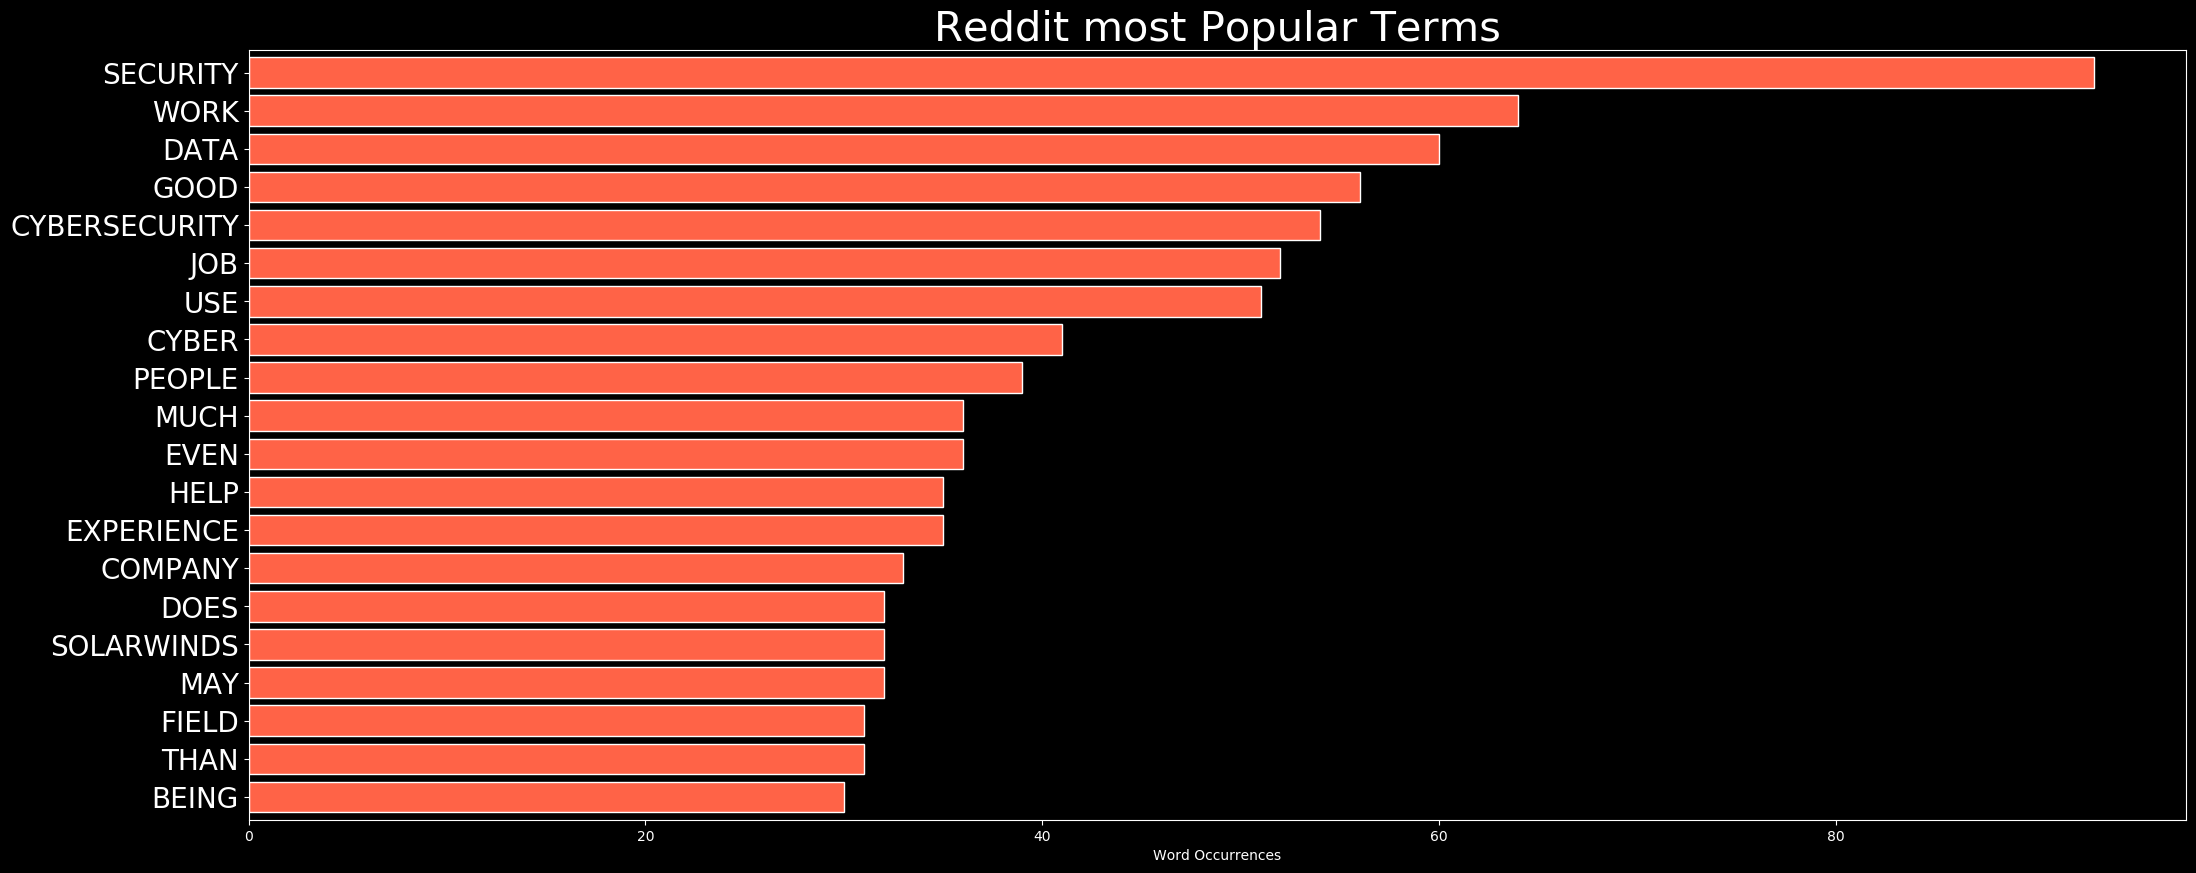 Reddit most Popular Terms
SECURITY
WORK
DATA
GOOD
CYBERSECURITY
JOB
USE
CYBER
PEOPLE
MUCH
EVEN
HELP
EXPERIENCE
COMPANY
DOES
SOLARWINDS
MAY
FIELD
THAN
BEING
0 20 40 60 80
Word Occurrences